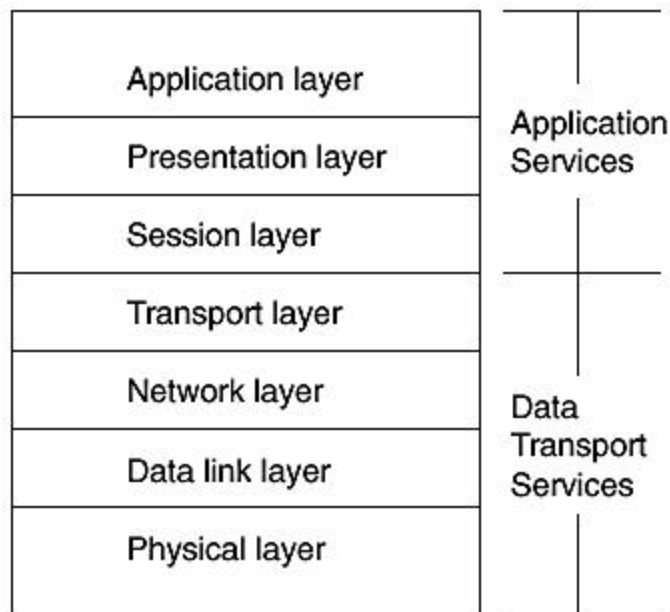 Application layer
Presentation layer
Session layer
Transport layer
Network layer
Data link layer
Physical layer
Application
Services
Data
Transport
Services